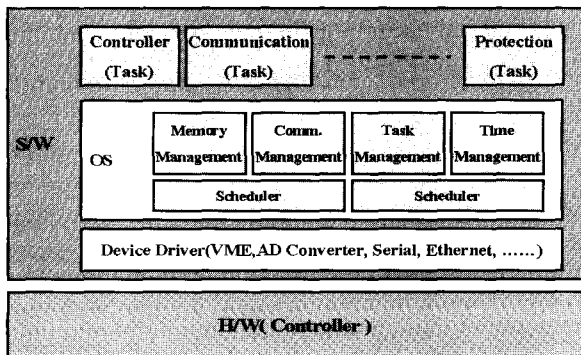 Controller
(Task)
Communication
(Task)
Protection
(Task)
S/W
OS
Memory
Management
Comm.
Management
Task
Management
Time
Management
Scheduler
Scheduler
Device Driver(VME,AD Converter, Serial, Ethernet, ......)
H/W( Controller )